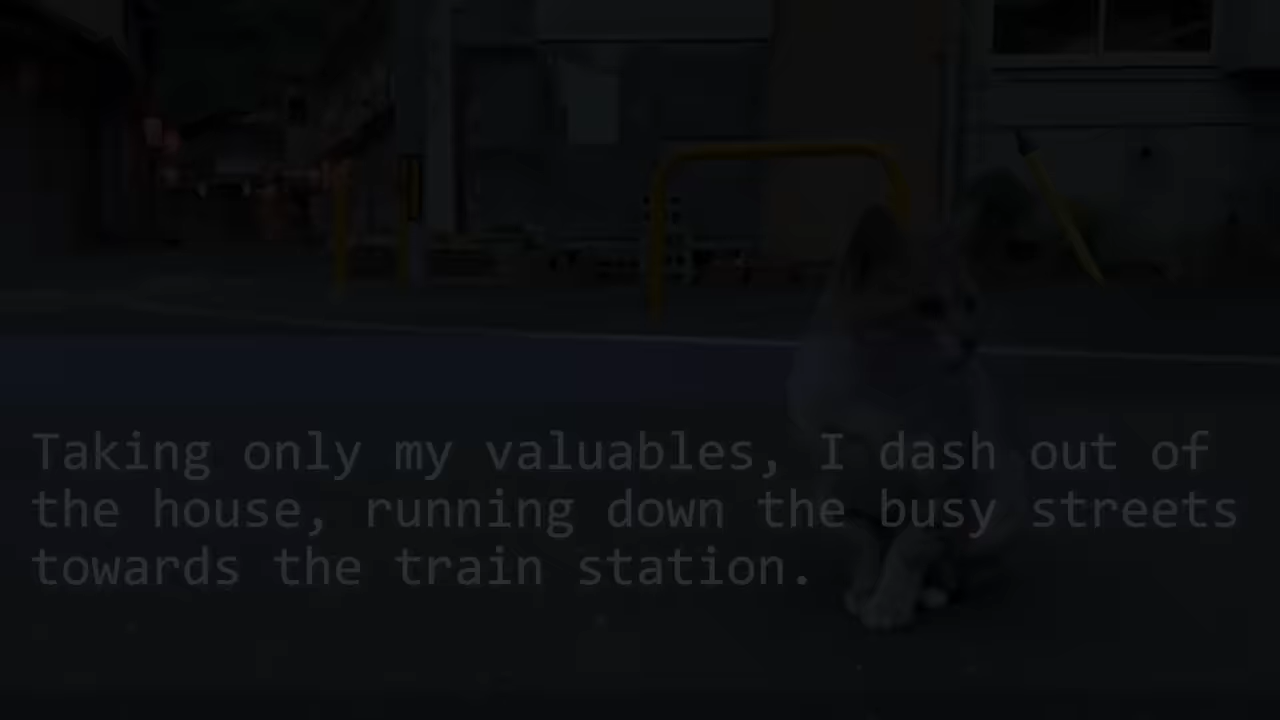 Taking only my valuables, I dash out of
the house, running down the busy streets
towards the train station.